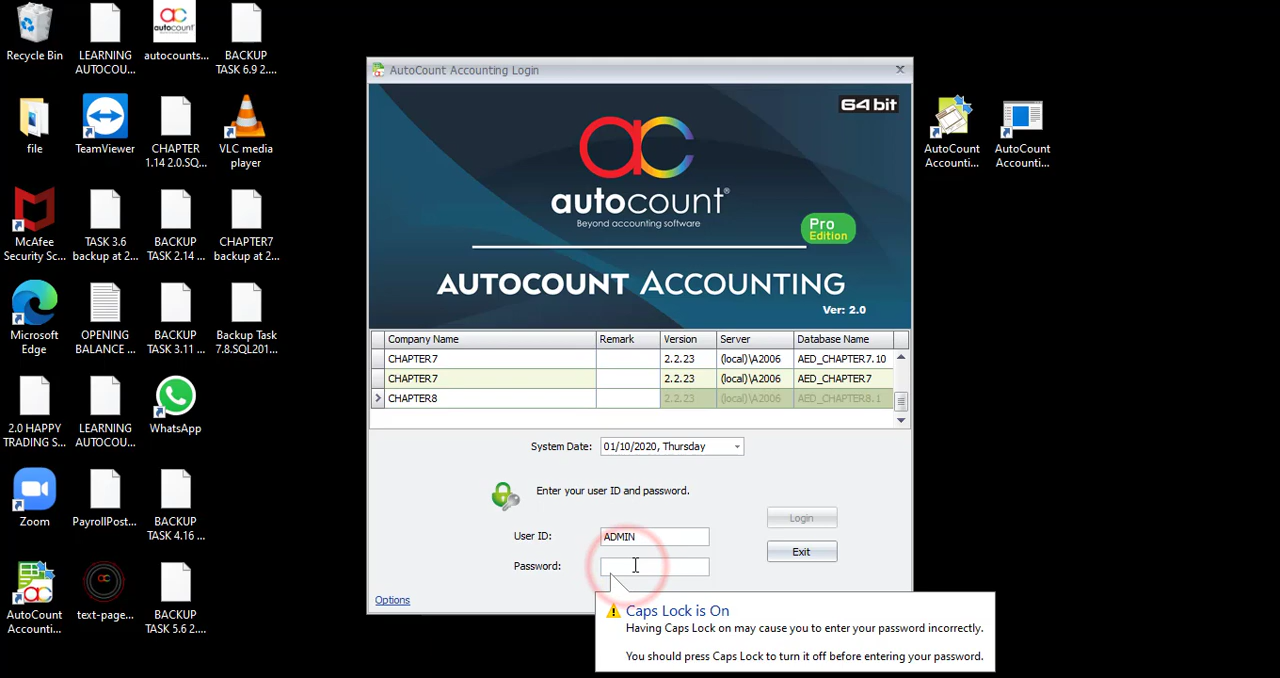 Recycle Bin
LEARNING
AUTOCOU...
autocount
autocounts...
BACKUP
TASK 6.9 2....
file
TeamViewer
CHAPTER
1.14 2.0.SQ...
VLC media
player
McAfee
Security Sc...
TASK 3.6
backup at 2...
BACKUP
TASK 2.14 ...
CHAPTER7
backup at 2...
Microsoft
Edge
OPENING
BALANCE ...
BACKUP
TASK 3.11 ...
Backup Task
7.8.SQL201...
2.0 HAPPY
TRADING S...
LEARNING
AUTOCOU...
WhatsApp
Zoom
PayrollPost...
BACKUP
TASK 4.16 ...
AutoCount
Accounti...
text-page...
BACKUP
TASK 5.6 2....
AutoCount Accounting Login
64 bit
ac
autocount®
Beyond accounting software
Pro
Edition
AUTOCOUNT ACCOUNTING
Ver: 2.0
Company Name Remark Version Server Database Name
CHAPTER7 2.2.23 (local)\A2006 AED_CHAPTER7.10
CHAPTER7 2.2.23 (local)\A2006 AED_CHAPTER7
CHAPTER8 2.2.23 (local)\A2006 AED_CHAPTER8.1
System Date: 01/10/2020, Thursday
Enter your user ID and password.
Login
User ID: ADMIN
Exit
Password:
Options
Caps Lock is On
Having Caps Lock on may cause you to enter your password incorrectly.
You should press Caps Lock to turn it off before entering your password.
AutoCount
Accounti...
AutoCount
Accounti...